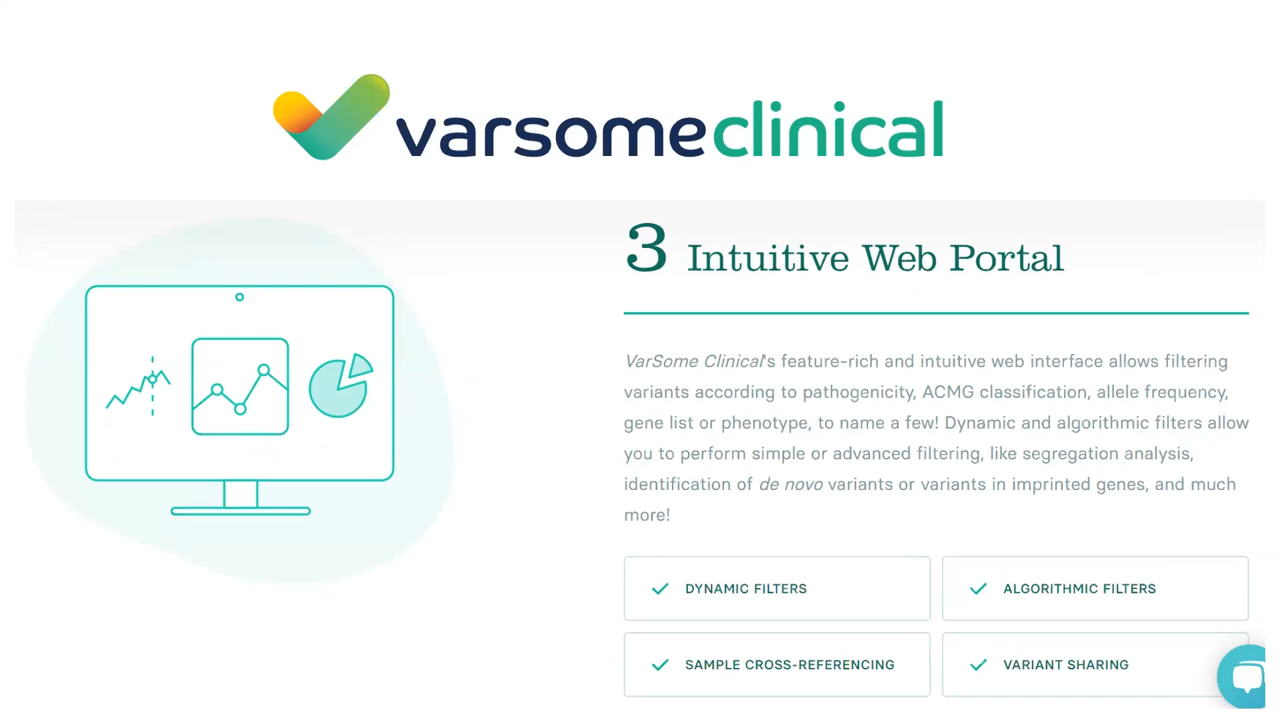 varsomeclinical
3 Intuitive Web Portal
VarSome Clinical's feature-rich and intuitive web interface allows filtering
variants according to pathogenicity, ACMG classification, allele frequency,
gene list or phenotype, to name a few! Dynamic and algorithmic filters allow
you to perform simple or advanced filtering, like segregation analysis,
identification of de novo variants or variants in imprinted genes, and much
more!
DYNAMIC FILTERS
ALGORITHMIC FILTERS
SAMPLE CROSS-REFERENCING
VARIANT SHARING